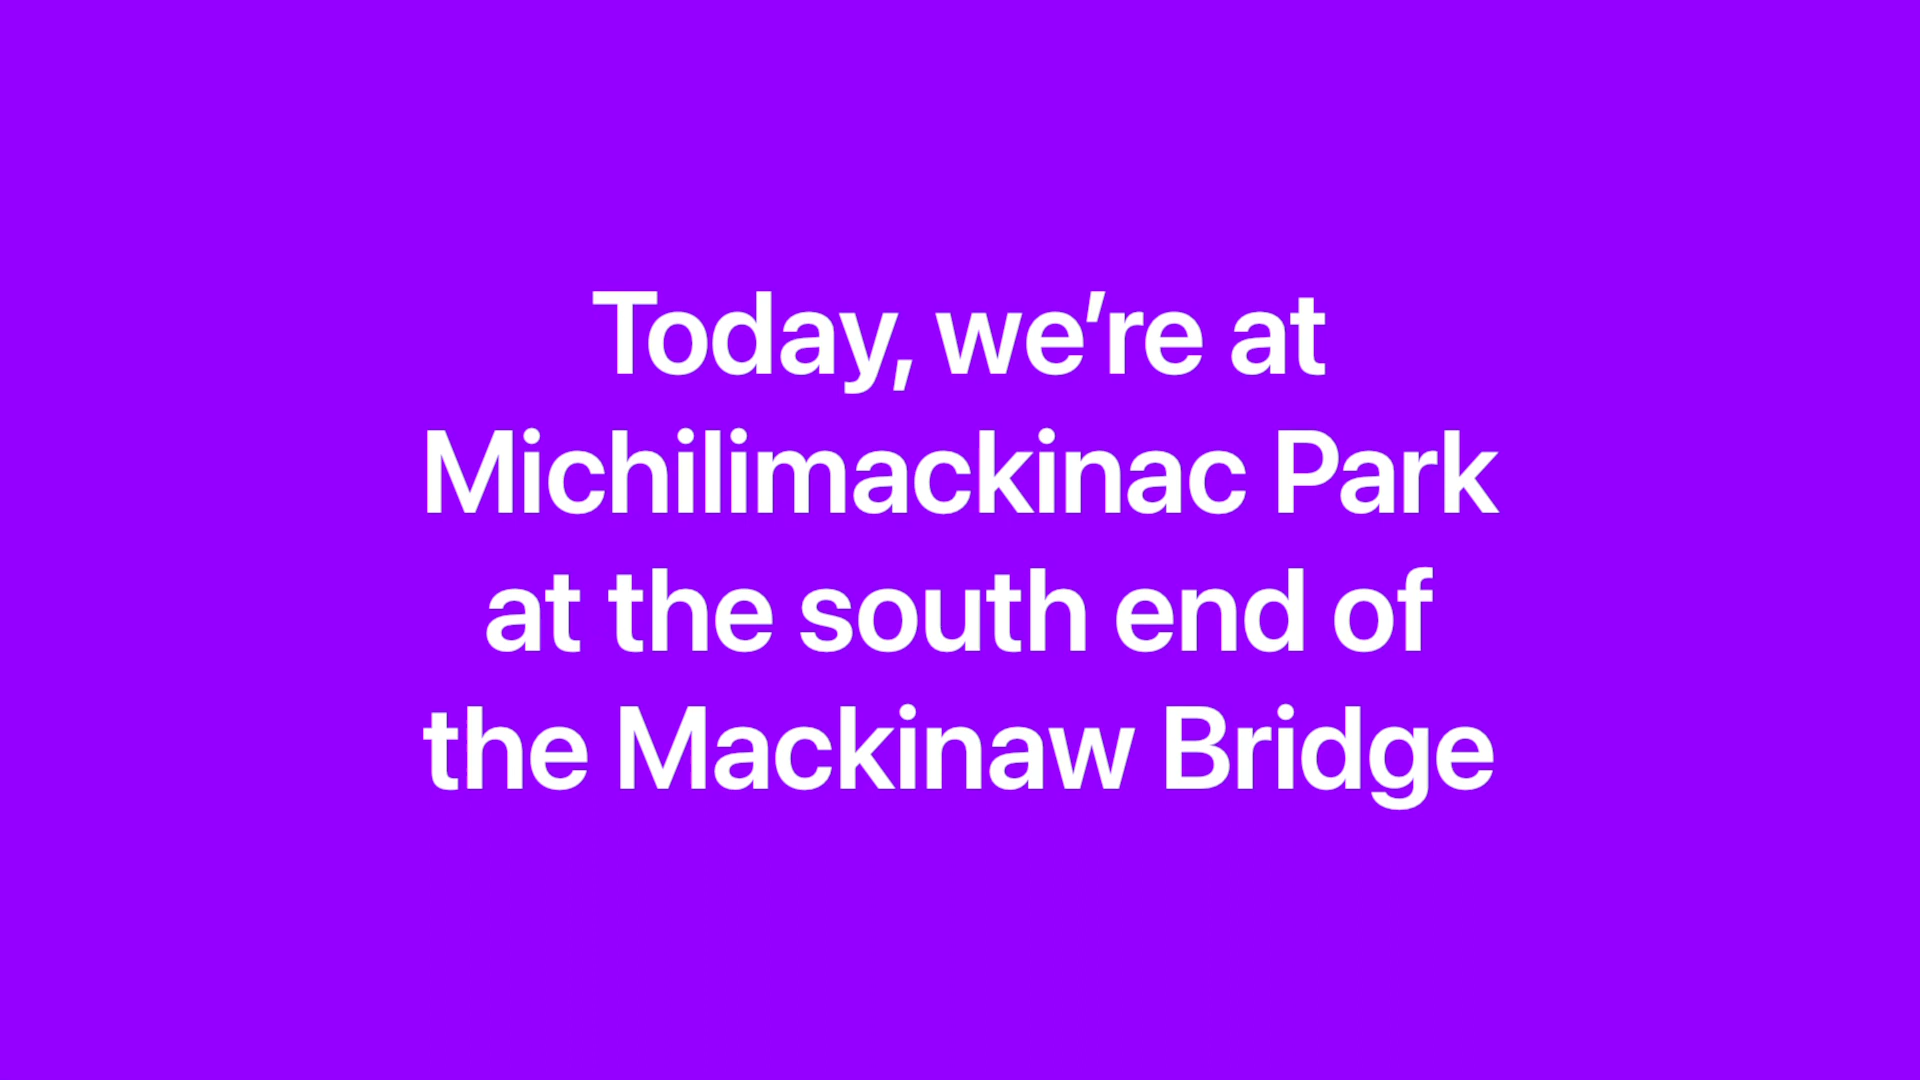 Today, we’re at
Michilimackinac Park
at the south end of
the Mackinaw Bridge